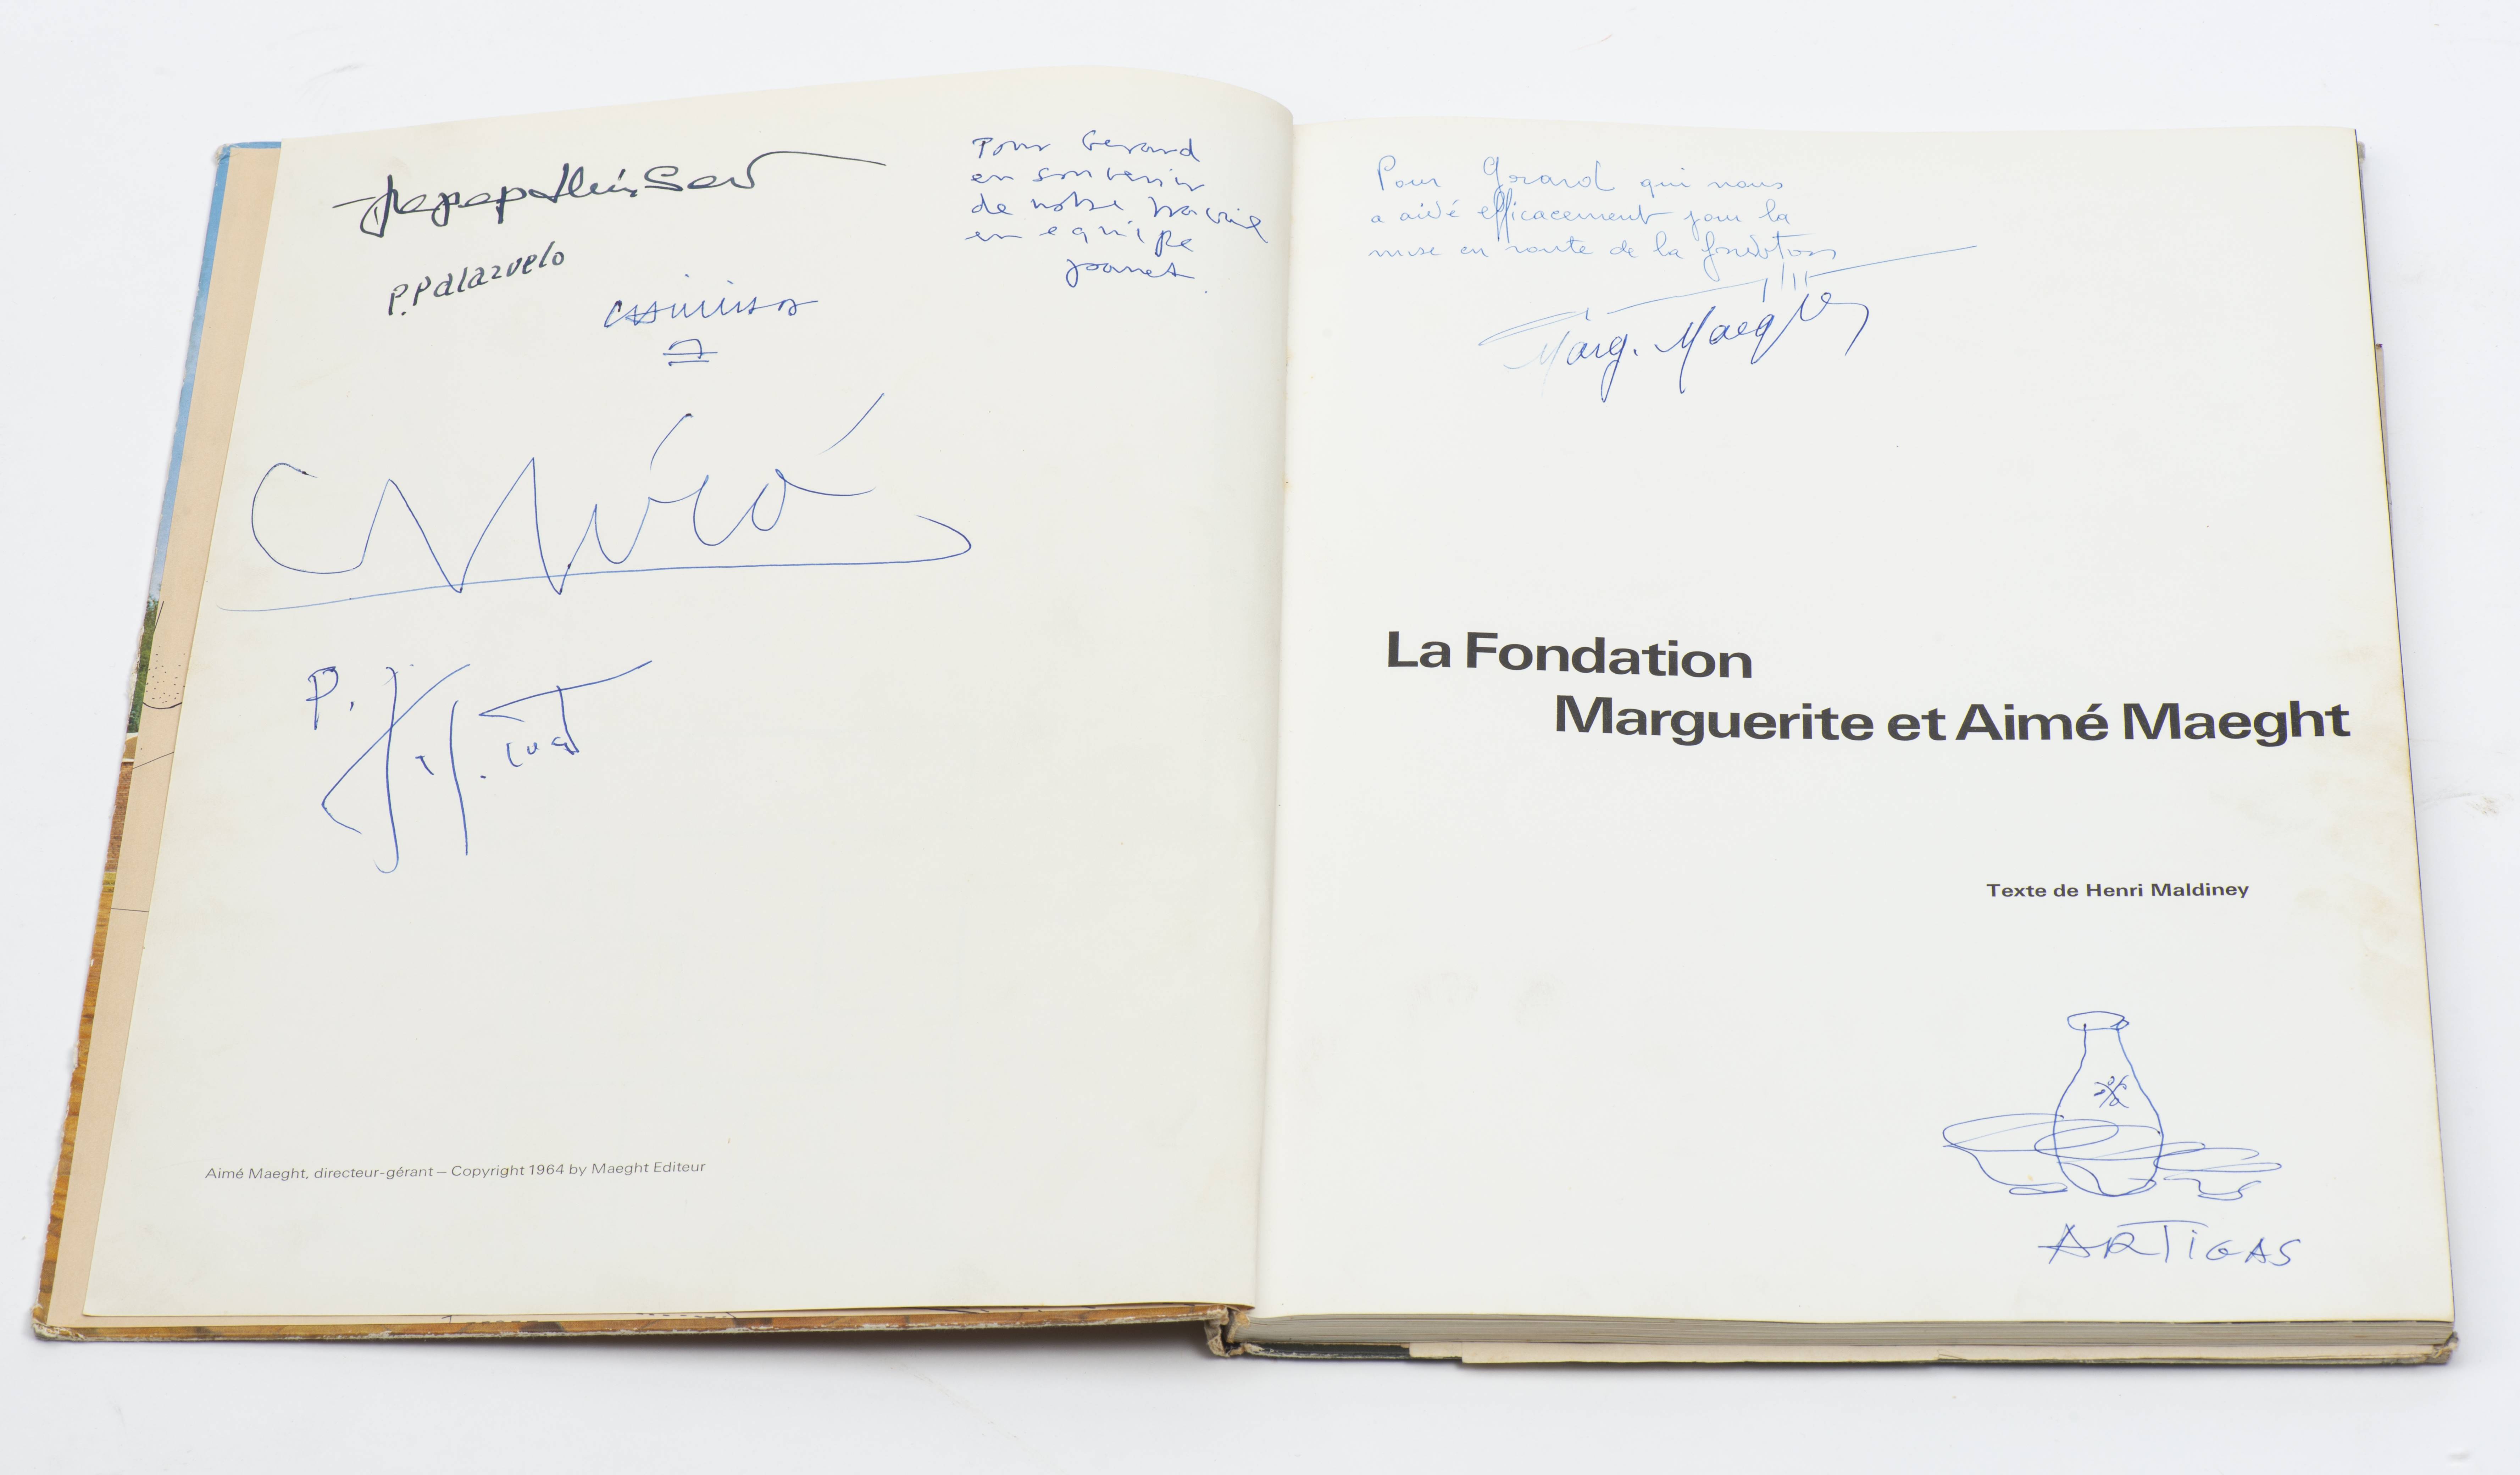 P. Palazuelo
Miró
P.
Pour Gerard
en souvenir
de notre travail
en equipe
Joanet
Aimé Maeght, directeur-gérant – Copyright 1964 by Maeght Editeur
Pour Gerard qui nous
a aidé efficacement pour la
mise en route de la
Marg. Maeght
La Fondation
Marguerite et Aimé Maeght
Texte de Henri Maldiney
ARTIGAS